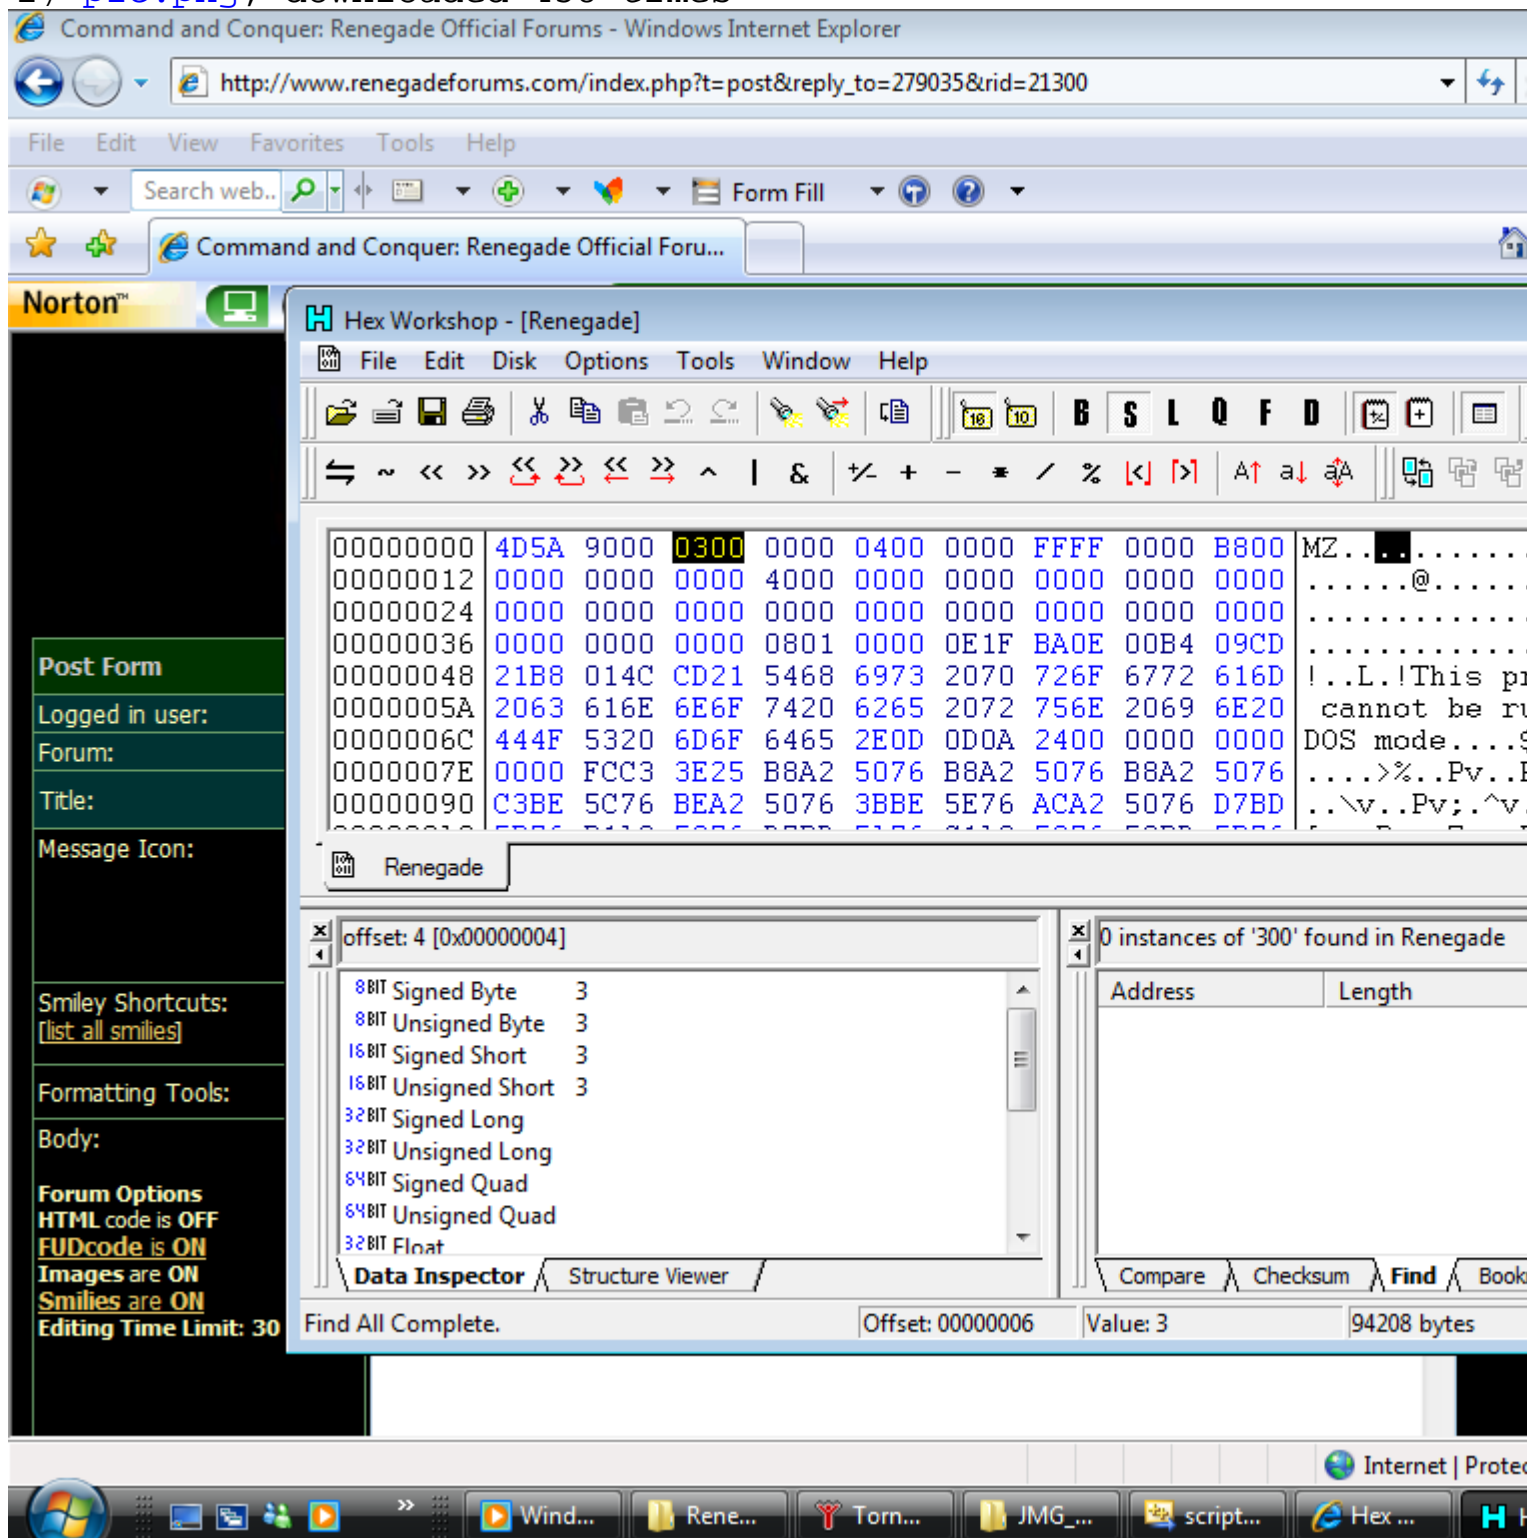 Command and Conquer: Renegade Official Forums - Windows Internet Explorer
http://www.renegadeforums.com/index.php?t=post&reply_to=279035&rid=21300
File Edit View Favorites Tools Help
Search web.. Form Fill
Command and Conquer: Renegade Official Foru...
Norton™
Hex Workshop - [Renegade]
File Edit Disk Options Tools Window Help
16 10 B S L Q F D
~ << >> ^ | & +/- + - * / % A a A
00000000 4D5A 9000 0300 0000 0400 0000 FFFF 0000 B800 MZ..............
00000012 0000 0000 0000 4000 0000 0000 0000 0000 0000 ......@......
00000024 0000 0000 0000 0000 0000 0000 0000 0000 0000 .............
00000036 0000 0000 0000 0801 0000 0E1F BA0E 00B4 09CD .............
00000048 21B8 014C CD21 5468 6973 2070 726F 6772 616D !..L.!This pr
0000005A 2063 616E 6E6F 7420 6265 2072 756E 2069 6E20 cannot be ru
0000006C 444F 5320 6D6F 6465 2E0D 0D0A 2400 0000 0000 DOS mode....$
0000007E 0000 FCC3 3E25 B8A2 5076 B8A2 5076 B8A2 5076 ....>%..Pv..P
00000090 C3BE 5C76 BEA2 5076 3BBE 5E76 ACA2 5076 D7BD ..\v..Pv;.^v.
Renegade
offset: 4 [0x00000004]
8BIT Signed Byte 3
8BIT Unsigned Byte 3
16BIT Signed Short 3
16BIT Unsigned Short 3
32BIT Signed Long
32BIT Unsigned Long
64BIT Signed Quad
64BIT Unsigned Quad
32BIT Float
Data Inspector Structure Viewer
0 instances of '300' found in Renegade
Address Length
Compare Checksum Find
Find All Complete. Offset: 00000006 Value: 3 94208 bytes
Post Form
Logged in user:
Forum:
Title:
Message Icon:
Smiley Shortcuts:
[list all smilies]
Formatting Tools:
Body:
Forum Options
HTML code is OFF
FUDcode is ON
Images are ON
Smilies are ON
Editing Time Limit: 30
Internet | Protec
» Wind... Rene... Torn... JMG_... script... Hex ...